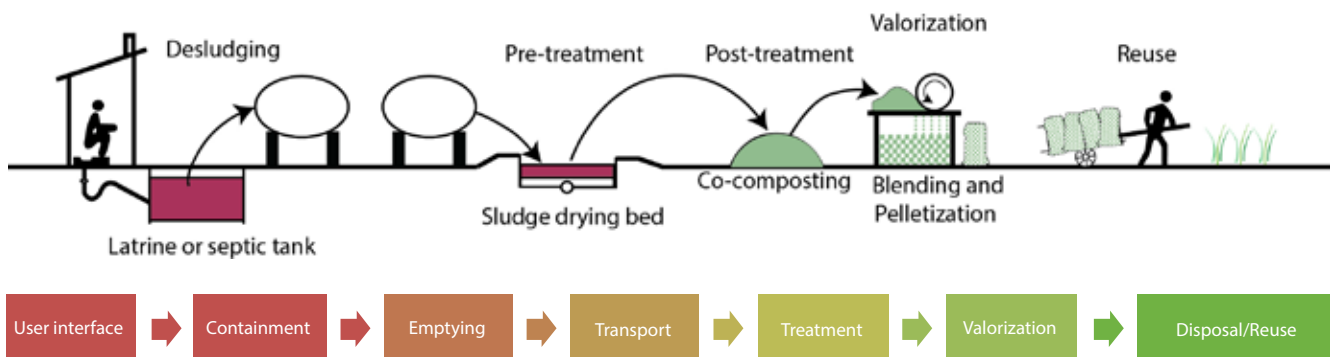 Valorization
Desludging
Pre-treatment
Post-treatment
Reuse
Co-composting
Blending and
Pelletization
Sludge drying bed
Latrine or septic tank
User interface
Containment
Emptying
Transport
Treatment
Valorization
Disposal/Reuse